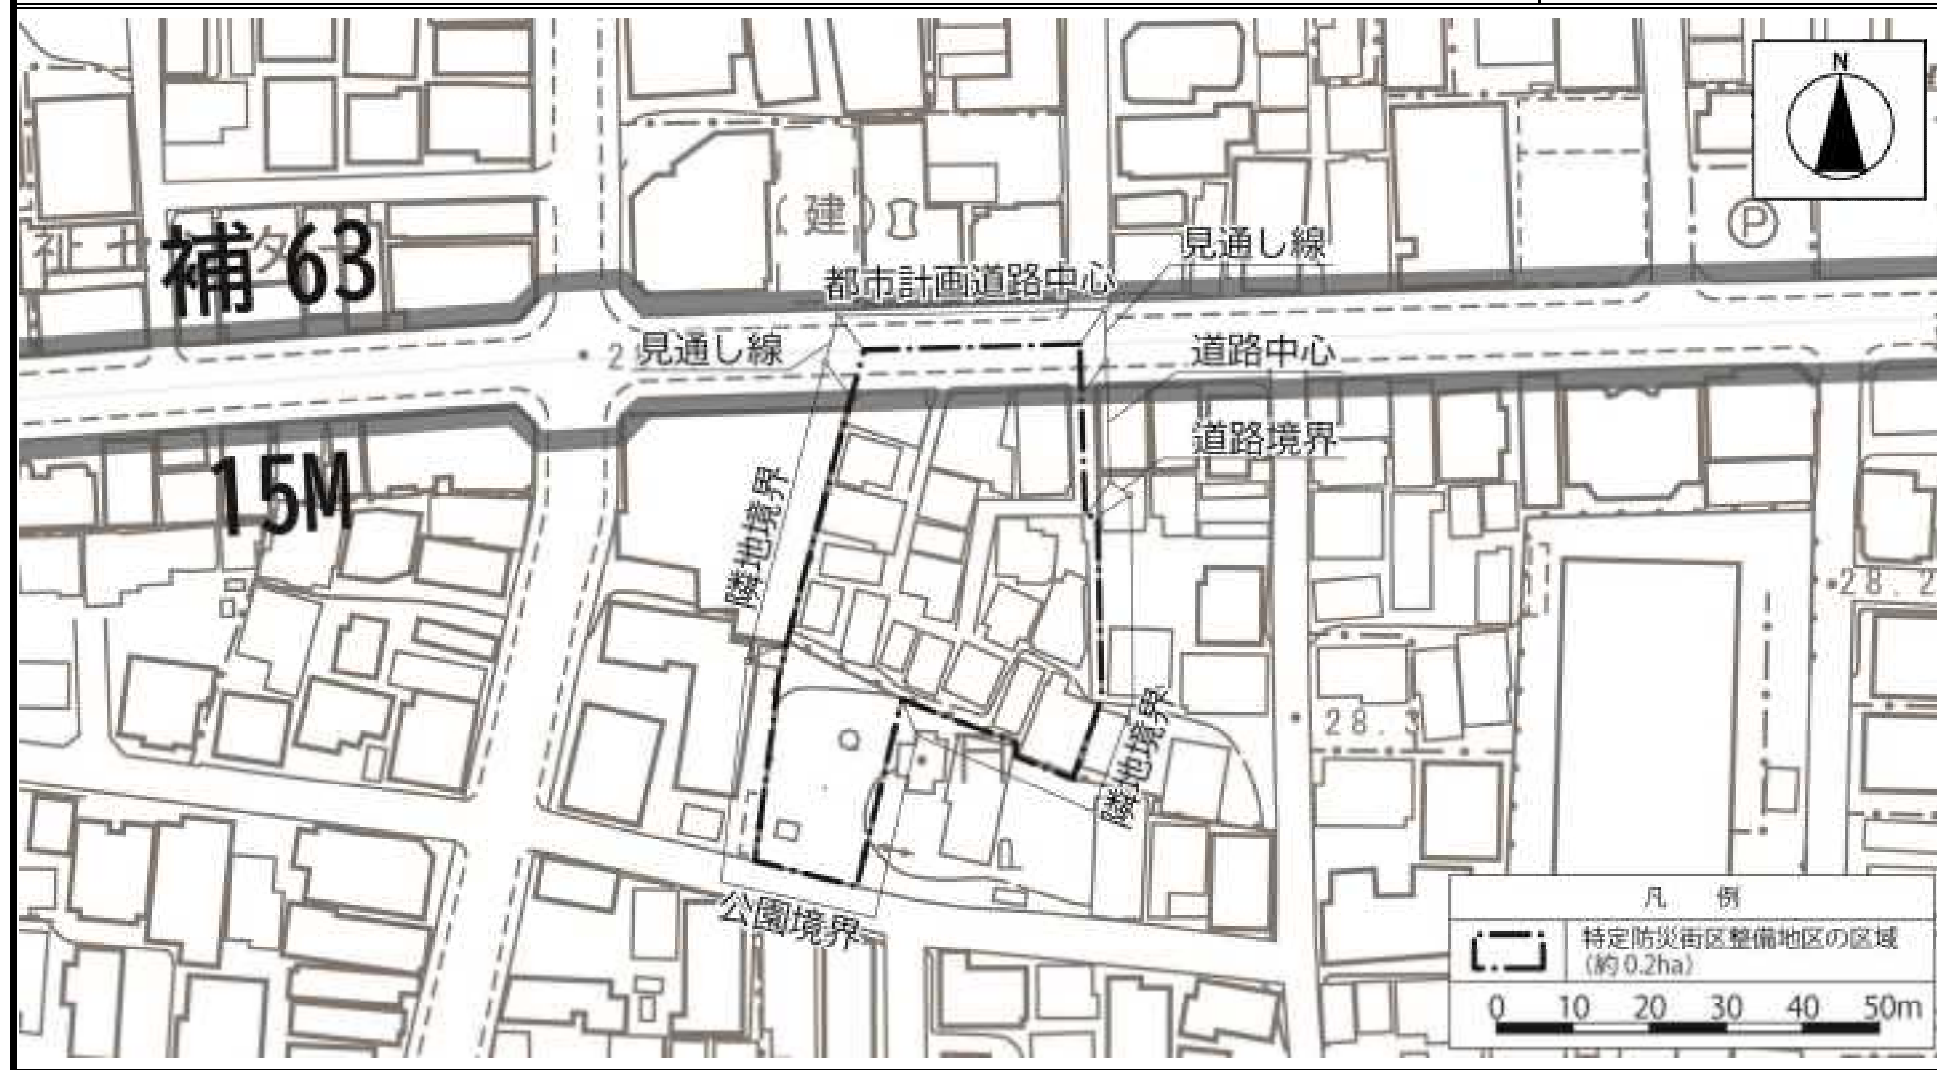 N
(建)
P
補 63
見通し線
都市計画道路中心
見通し線
道路中心
道路境界
15M
隣地境界
28.2
28.
隣地境界
公園境界
凡 例
特定防災街区整備地区の区域
(約 0.2ha)
0 10 20 30 40 50m